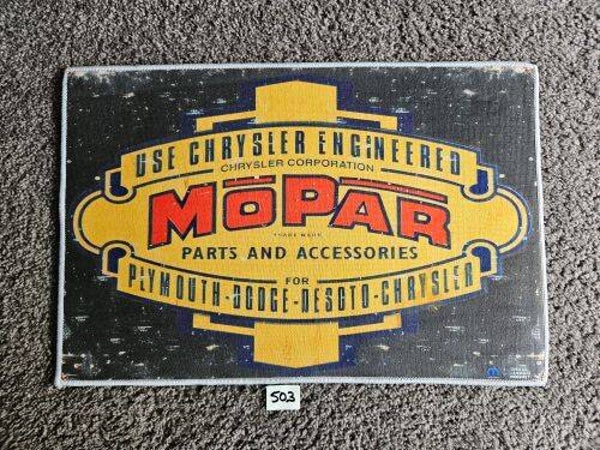 USE CHRYSLER ENGINEERED
CHRYSLER CORPORATION
MOPAR
TRADE MARK
PARTS AND ACCESSORIES
FOR
PLYMOUTH-DODGE-DESOTO-CHRYSLER
503